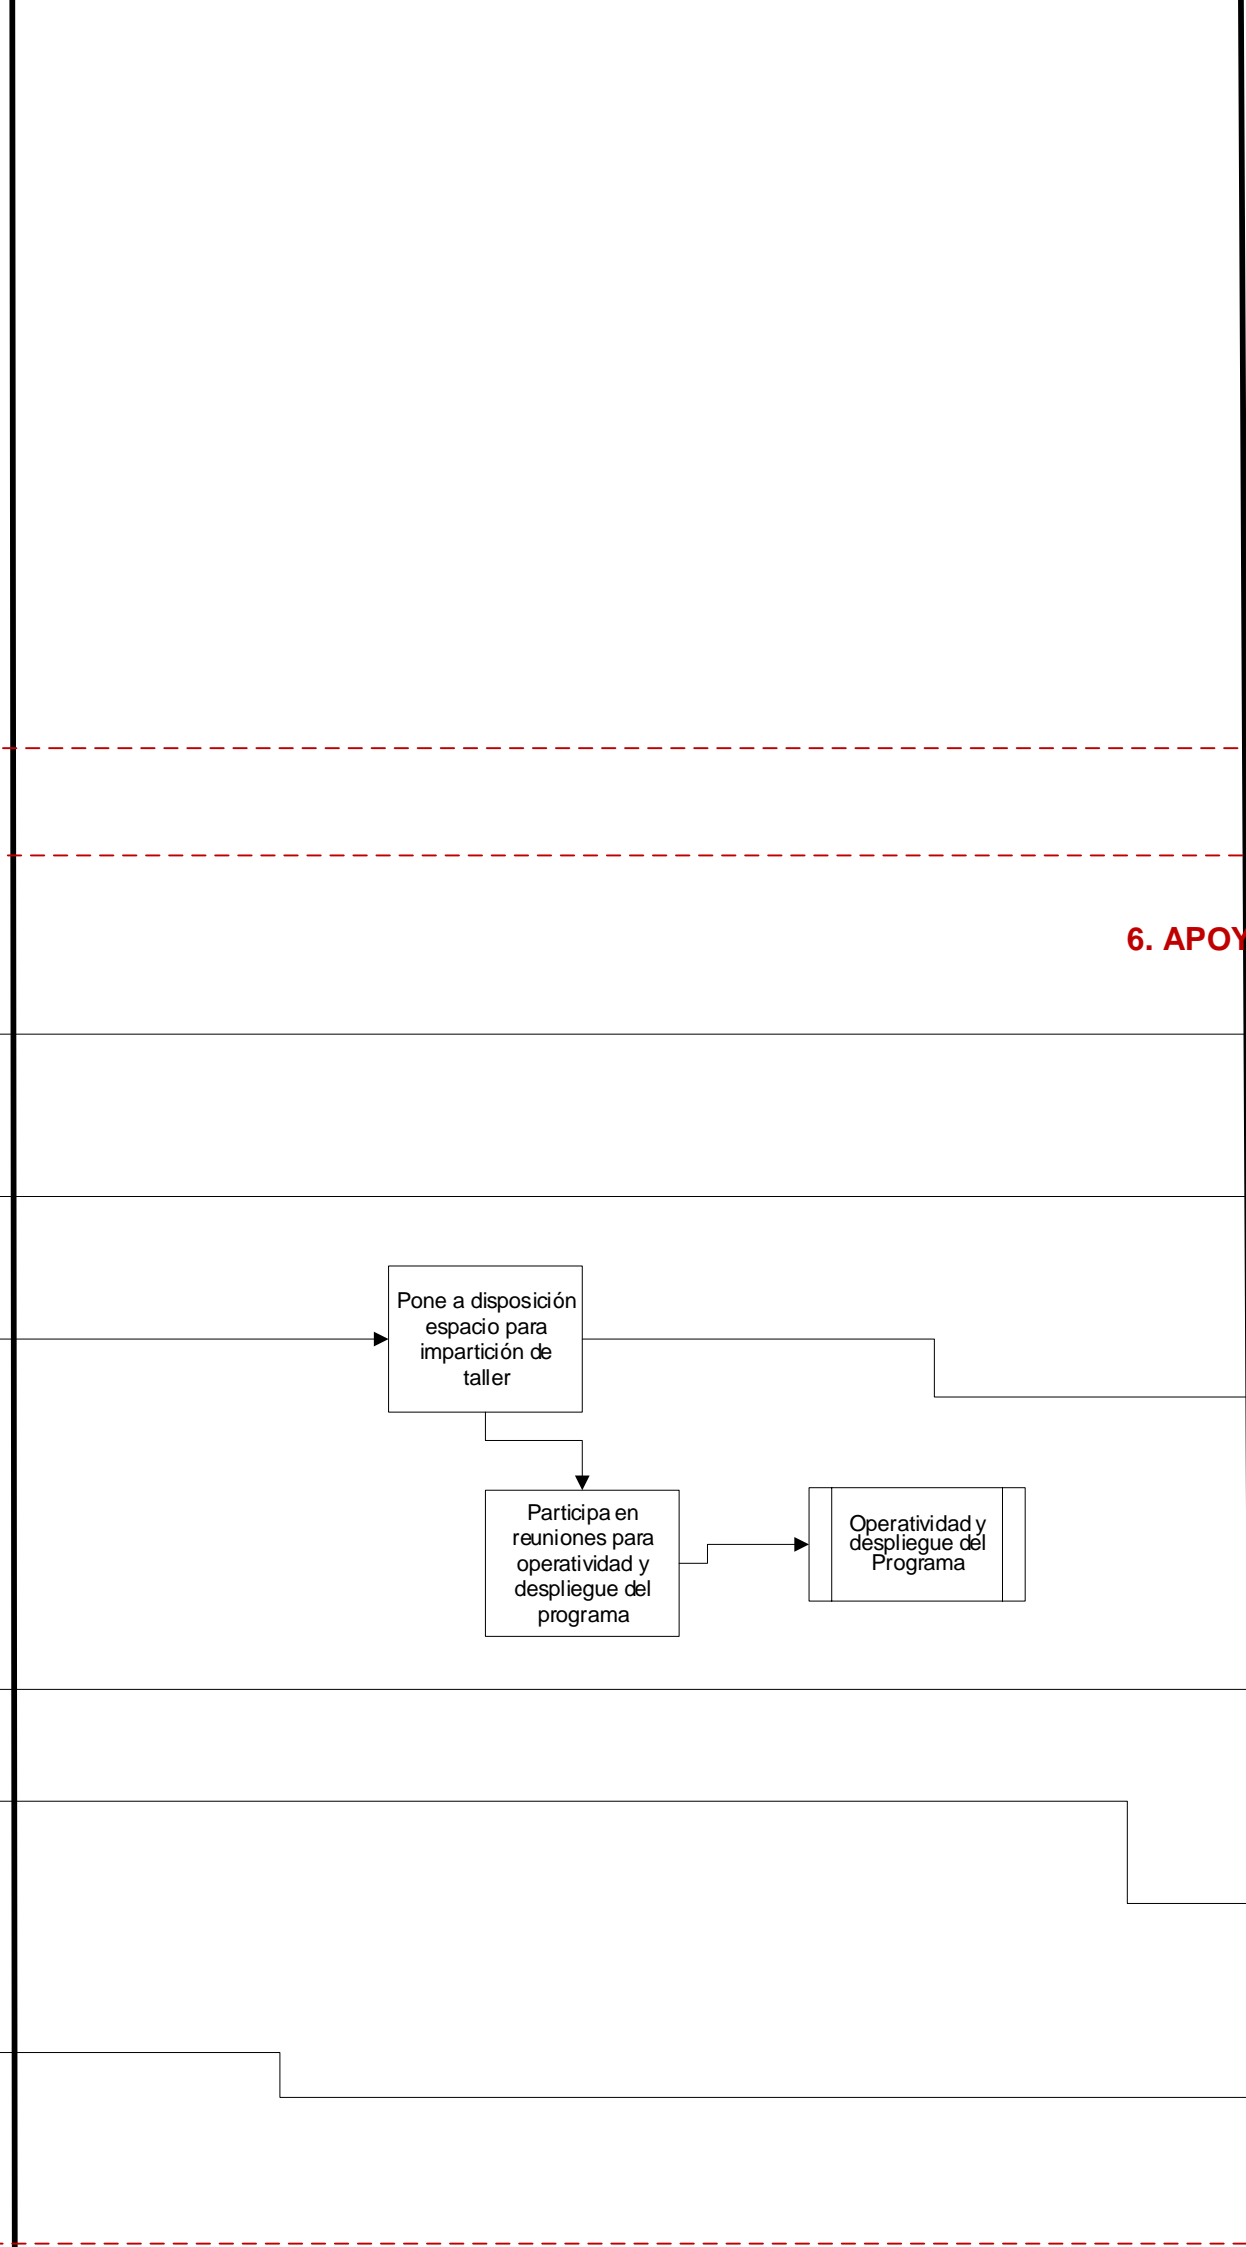 6. APOY
Pone a disposición
espacio para
impartición de
taller
Participa en
reuniones para
operatividad y
despliegue del
programa
Operatividad y
despliegue del
Programa